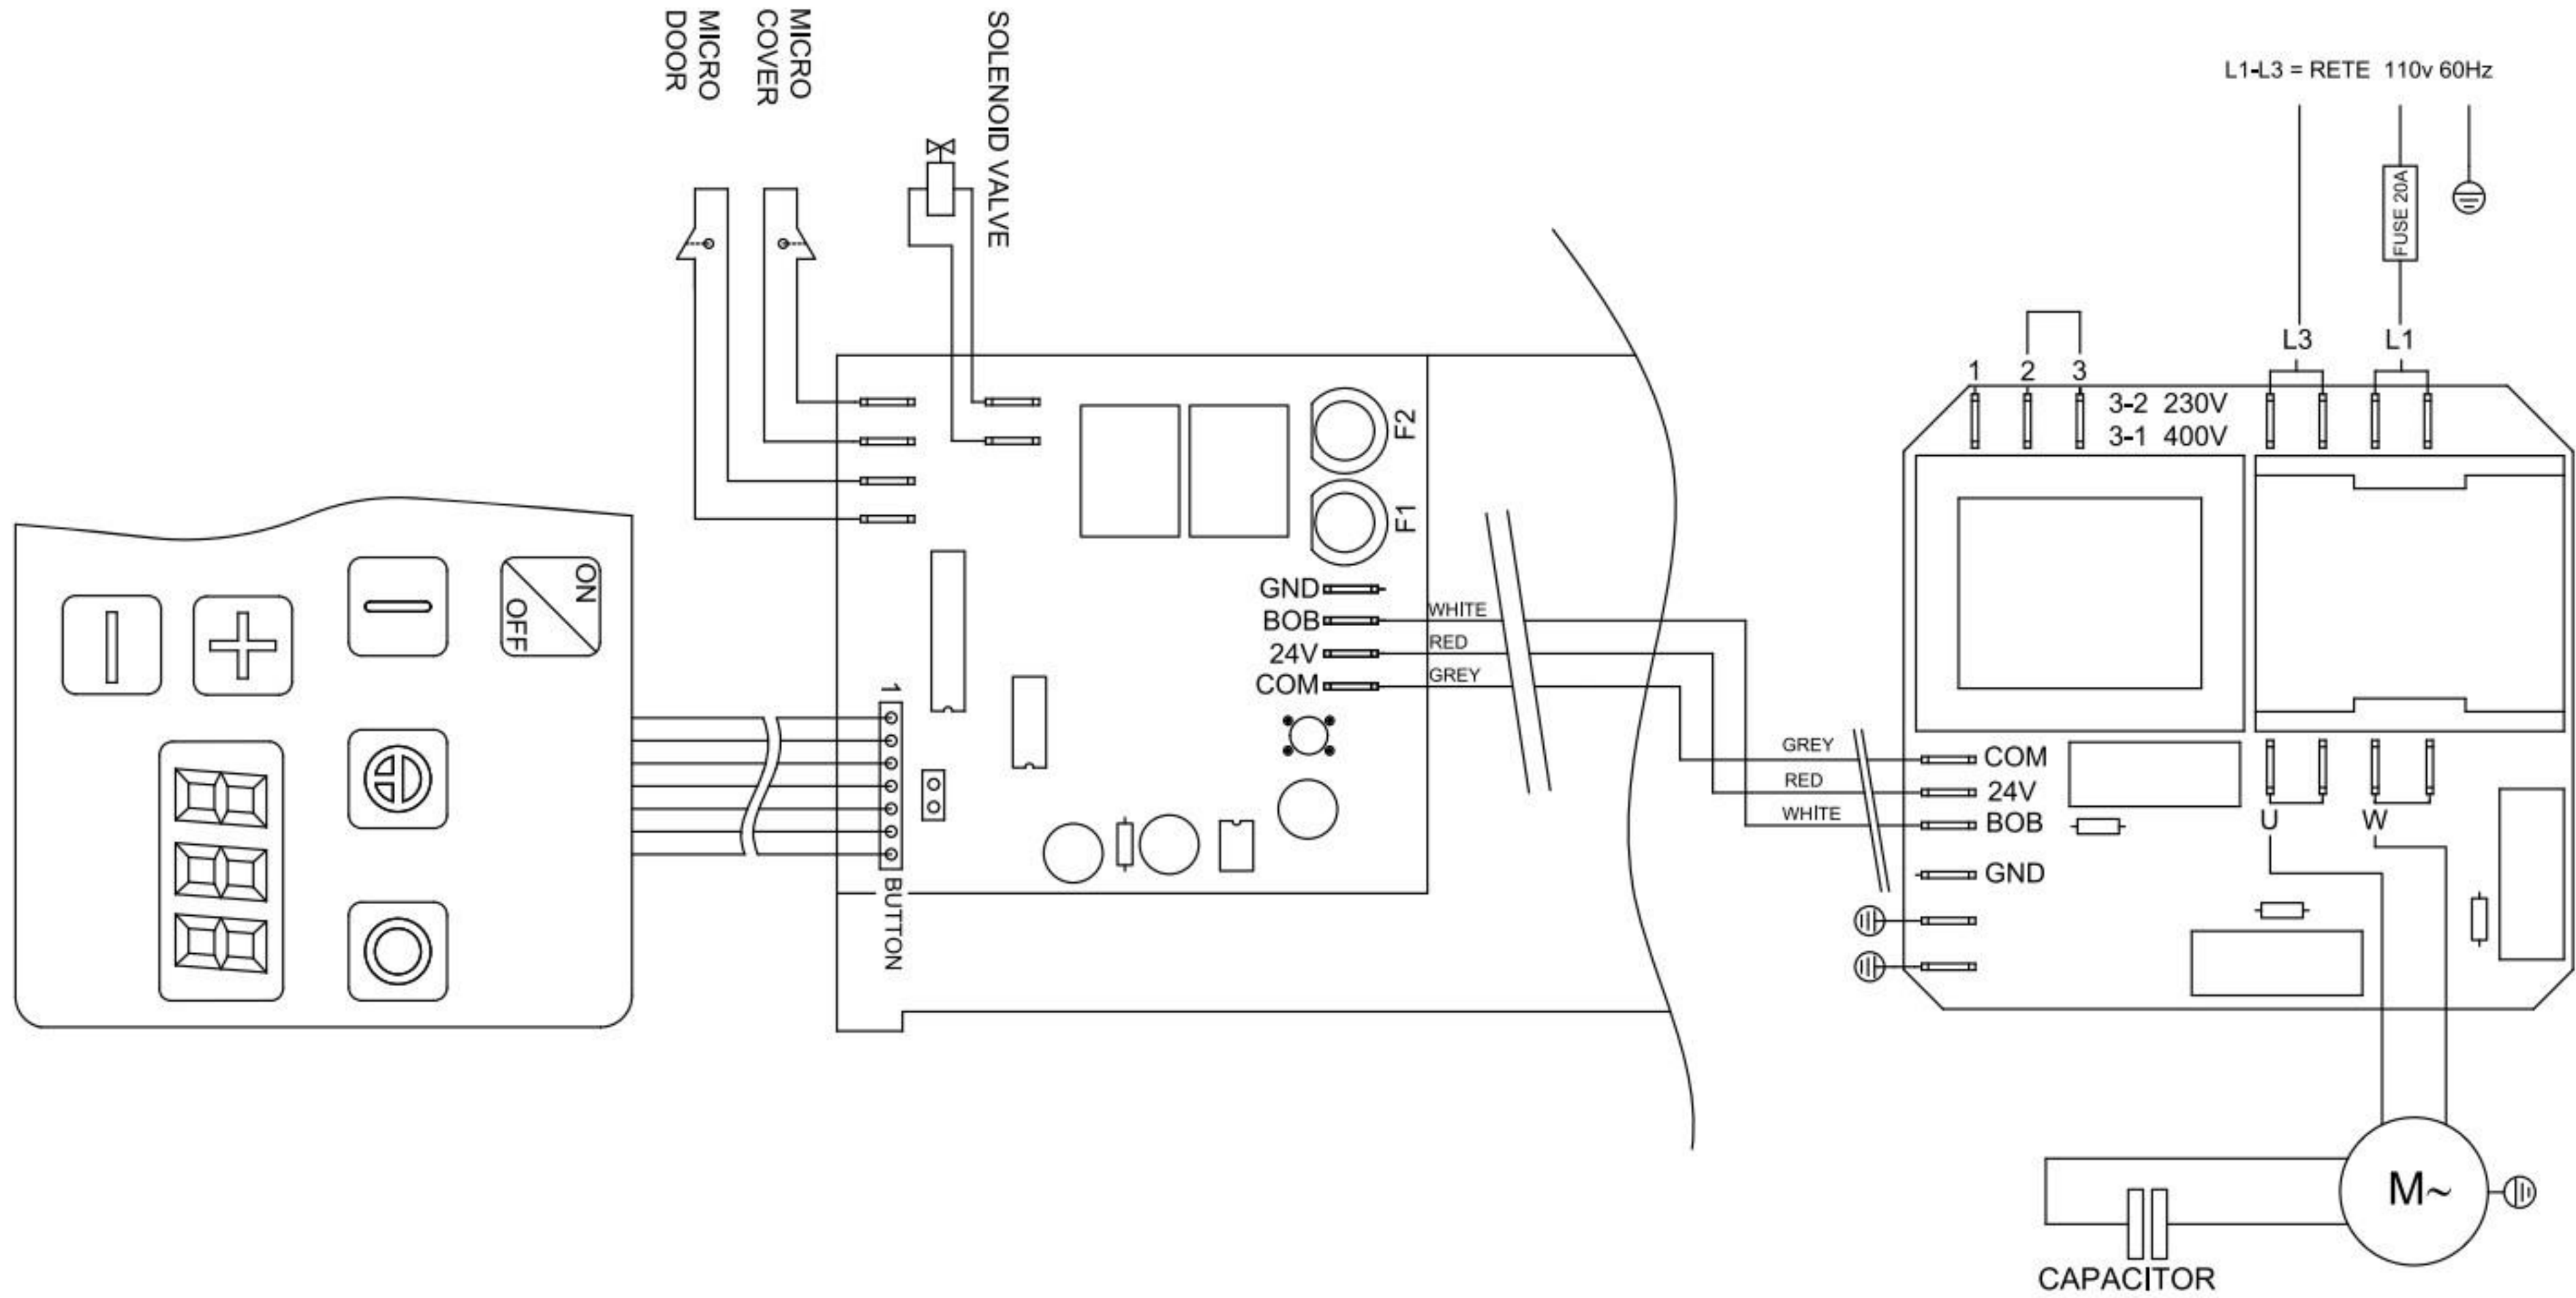 MICRO
DOOR
MICRO
COVER
SOLENOID VALVE
L1-L3 = RETE 110v 60Hz
FUSE 20A
L3
L1
1
2
3
3-2 230V
3-1 400V
F2
F1
GND
BOB
24V
COM
WHITE
RED
GREY
ON
OFF
1
BUTTON
GREY
RED
WHITE
COM
24V
BOB
GND
U
W
M~
CAPACITOR